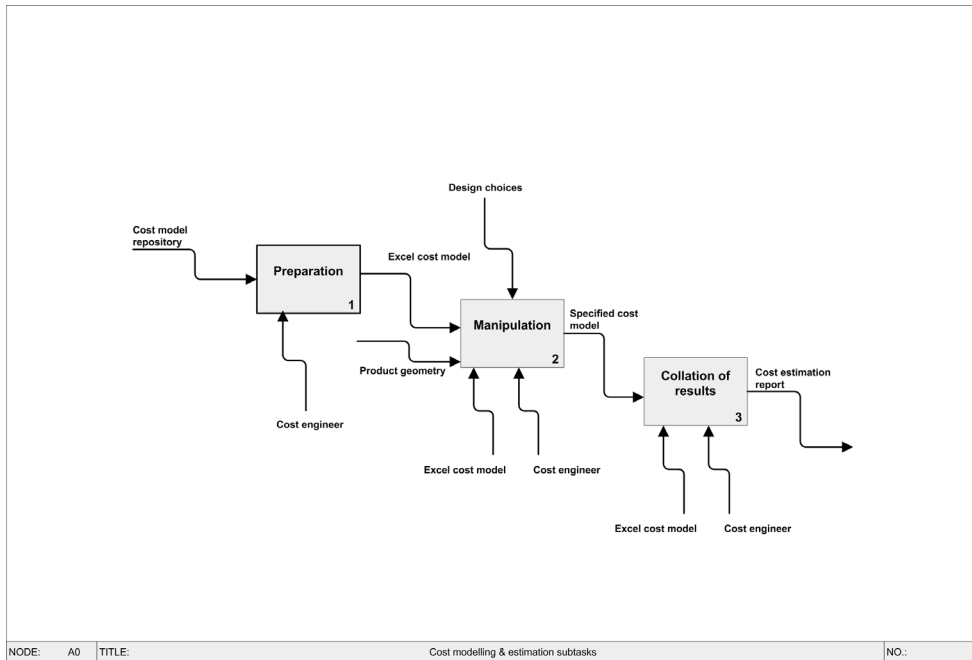 Design choices
Cost model
repository
Excel cost model
Preparation
1
Specified cost
model
Manipulation
2
Product geometry
Cost estimation
report
Collation of
results
3
Cost engineer
Excel cost model
Cost engineer
Excel cost model
Cost engineer
NODE: A0 TITLE: Cost modelling & estimation subtasks NO.: